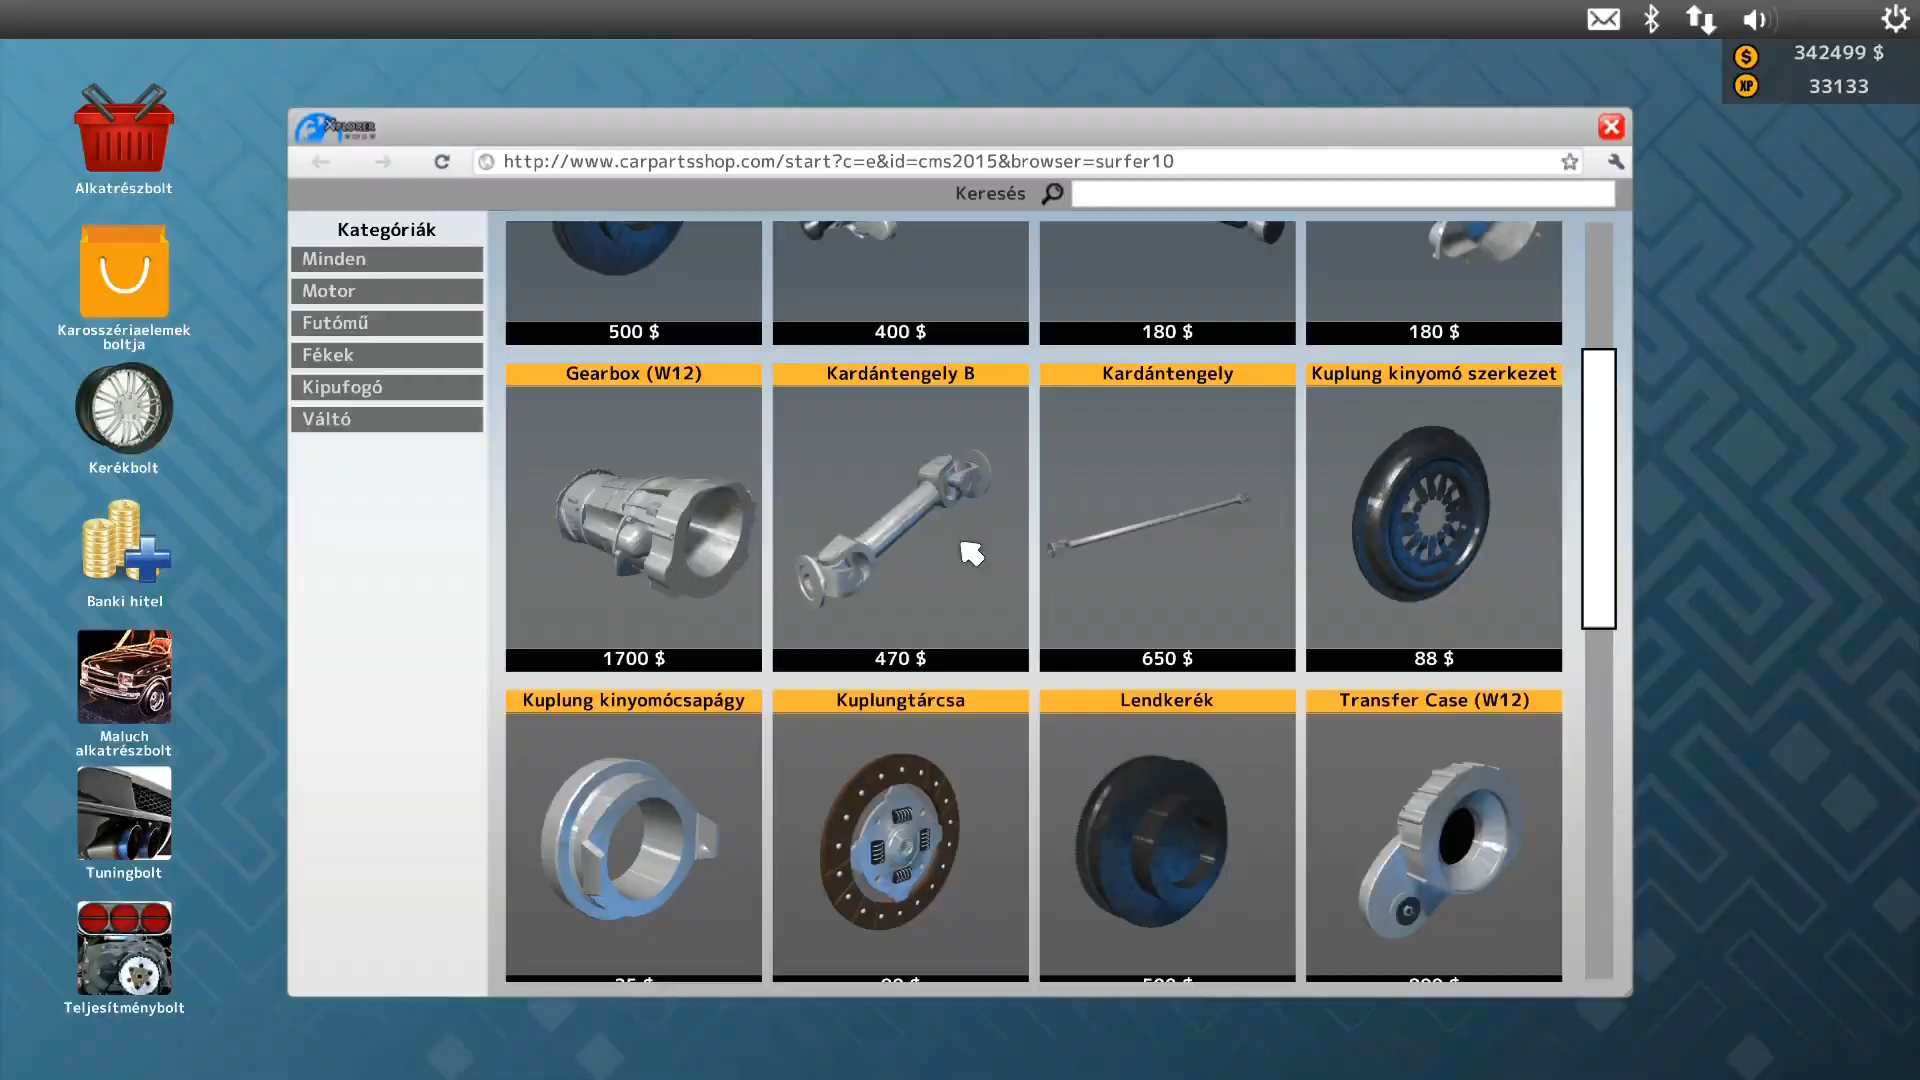 342499 $
XP
33133
XPLORER
http://www.carpartsshop.com/start?c=e&id=cms2015&browser=surfer10
Keresés
Kategóriák
Minden
Motor
Futómű
Fékek
Kipufogó
Váltó
Alkatrészbolt
Karosszériaelemek
boltja
Kerékbolt
Banki hitel
Maluch
alkatrészbolt
Tuningbolt
Teljesítménybolt
500 $
400 $
180 $
180 $
Gearbox (W12)
Kardántengely B
Kardántengely
Kuplung kinyomó szerkezet
1700 $
470 $
650 $
88 $
Kuplung kinyomócsapágy
Kuplungtárcsa
Lendkerék
Transfer Case (W12)